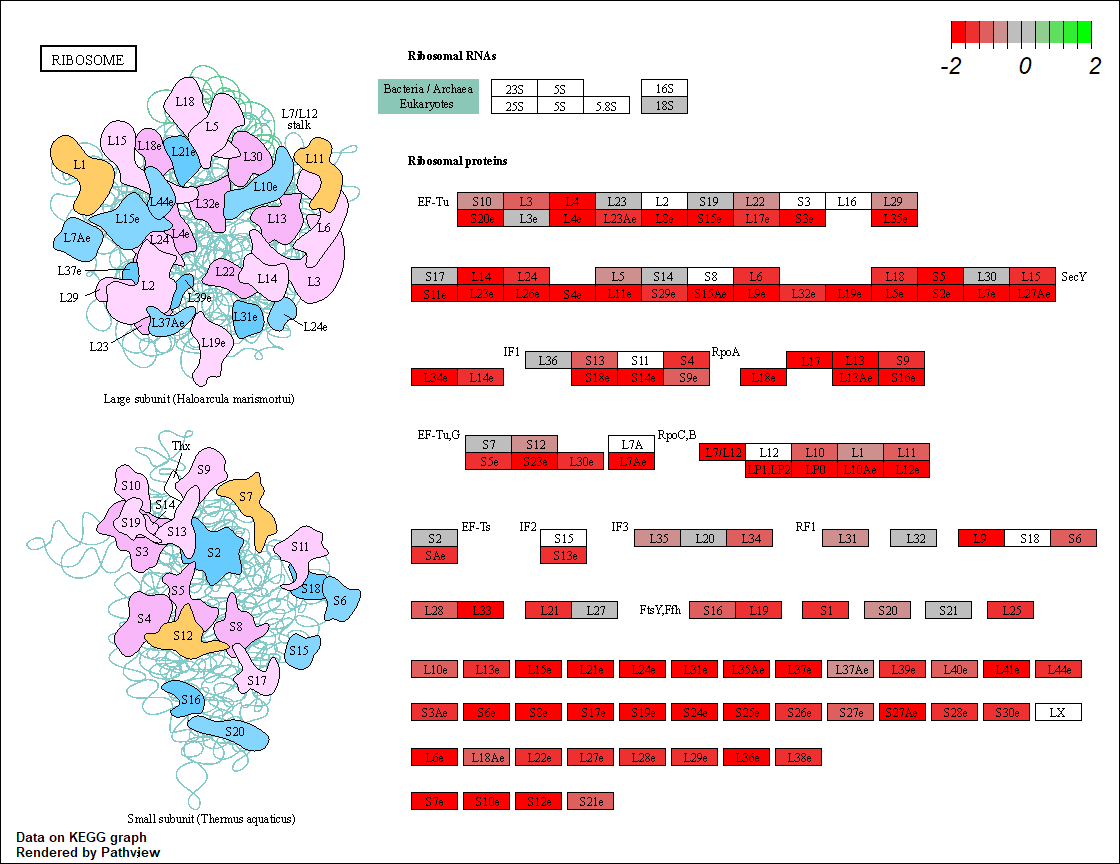 RIBOSOME
-2 0 2
Ribosomal RNAs
Bacteria / Archaea 23S 5S 16S
Eukaryotes 25S 5S 5.8S 18S
Ribosomal proteins
EF-Tu S10 L3 L4 L23 L2 S19 L22 S3 L16 L29
S20e L3e L4e L23Ae L8e S15e L17e S3e L35e
S17 L14 L24 L5 S14 S8 L6 L18 S5 L30 L15 SecY
S11e L23e L26e S4e L11e S29e S15Ae L9e L32e L19e L5e S2e L7e L27Ae
IF1 L36 S13 S11 S4 RpoA L17 L13 S9
L34e L14e S18e S14e S9e L18e L13Ae S16e
EF-Tu,G S7 S12 L7A RpoC,B L7/L12 L12 L10 L1 L11
S5e S23e L30e L7Ae LP1,LP2 LP0 L10Ae L12e
S2 EF-Ts IF2 S15 IF3 L35 L20 L34 RF1 L31 L32 L9 S18 S6
SAe S13e
L28 L33 L21 L27 FtsY,Ffh S16 L19 S1 S20 S21 L25
L10e L13e L15e L21e L24e L31e L35Ae L37e L37Ae L39e L40e L41e L44e
S3Ae S6e S8e S17e S19e S24e S25e S26e S27e S27Ae S28e S30e LX
L6e L18Ae L22e L27e L28e L29e L36e L38e
S7e S10e S12e S21e
L18
L7/L12
stalk
L5
L15
L18e
L21e
L30
L11
L1
L10e
L44e
L32e
L15e
L13
L6
L7Ae
L24
L4e
L37e
L22
L14
L3
L2
L29
L39e
L37Ae
L31e
L24e
L23
L19e
Large subunit (Haloarcula marismortui)
Thx
S9
S10
S7
S14
S19
S13
S3
S2
S11
S5
S18
S6
S4
S12
S8
S15
S17
S16
S20
Small subunit (Thermus aquaticus)
Data on KEGG graph
Rendered by Pathview